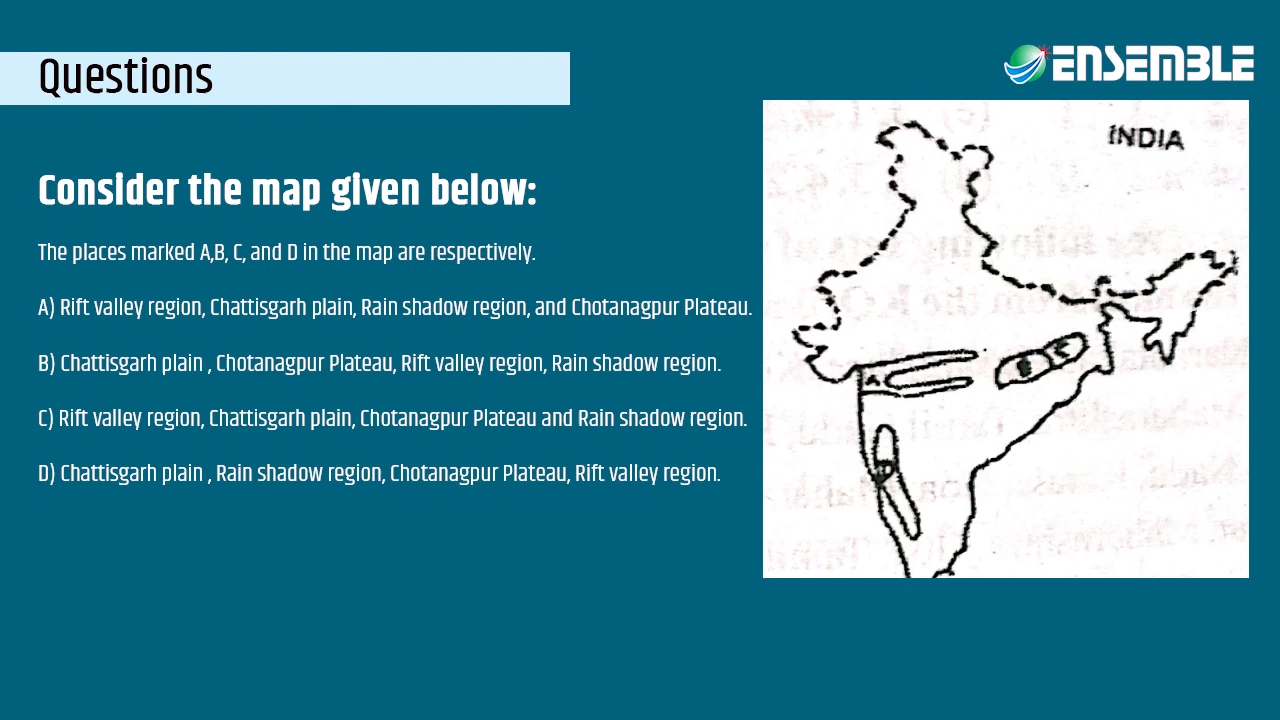 Questions
ENSEMBLE
Consider the map given below:
The places marked A,B, C, and D in the map are respectively.
A) Rift valley region, Chattisgarh plain, Rain shadow region, and Chotanagpur Plateau.
B) Chattisgarh plain , Chotanagpur Plateau, Rift valley region, Rain shadow region.
C) Rift valley region, Chattisgarh plain, Chotanagpur Plateau and Rain shadow region.
D) Chattisgarh plain , Rain shadow region, Chotanagpur Plateau, Rift valley region.
INDIA
A
B
C
D